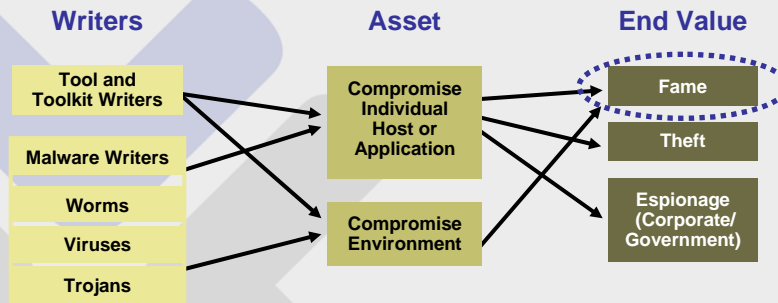 Writers
Tool and
Toolkit Writers
Malware Writers
Worms
Viruses
Trojans
Asset
Compromise
Individual
Host or
Application
Compromise
Environment
End Value
Fame
Theft
Espionage
(Corporate/
Government)